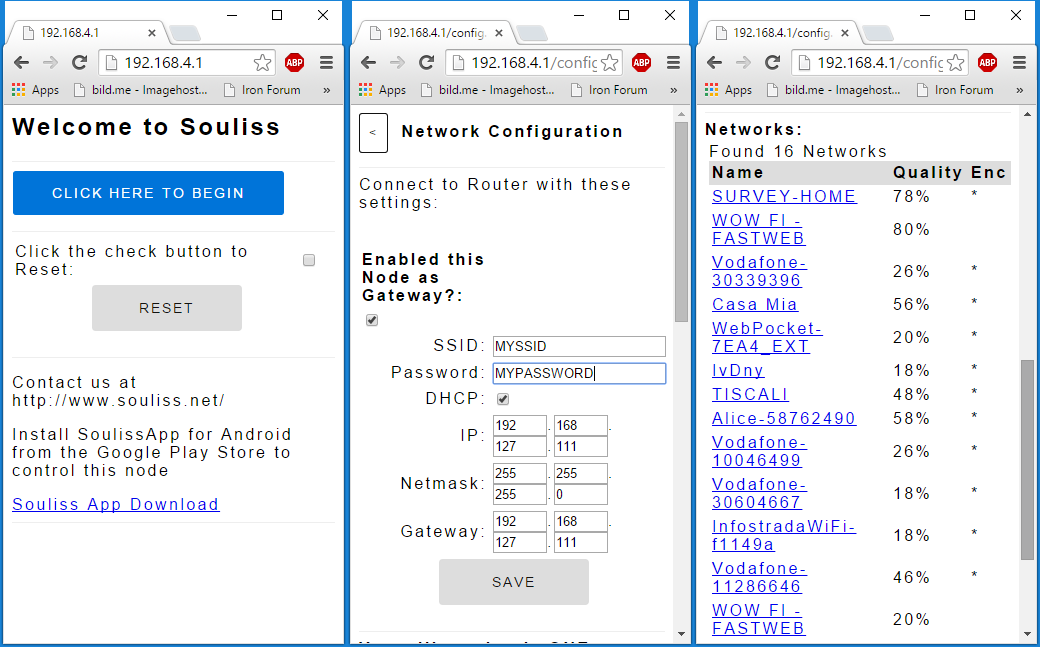 192.168.4.1
192.168.4.1
ABP
Apps
bild.me - Imagehost...
Iron Forum
»
Welcome to Souliss
CLICK HERE TO BEGIN
Click the check button to
Reset:
RESET
Contact us at
http://www.souliss.net/
Install SoulissApp for Android
from the Google Play Store to
control this node
Souliss App Download
192.168.4.1/config
192.168.4.1/config
ABP
Apps
bild.me - Imagehost...
Iron Forum
»
<
Network Configuration
Connect to Router with these
settings:
Enabled this
Node as
Gateway?:
SSID: MYSSID
Password: MYPASSWORD
DHCP:
IP:
192 . 168 .
127 . 111
Netmask:
255 . 255 .
255 . 0
Gateway:
192 . 168 .
127 . 111
SAVE
192.168.4.1/config
192.168.4.1/config
ABP
Apps
bild.me - Imagehost...
Iron Forum
»
Networks:
Found 16 Networks
Name Quality Enc
SURVEY-HOME 78% *
WOW FI -
FASTWEB 80%
Vodafone-
30339396 26% *
Casa Mia 56% *
WebPocket-
7EA4_EXT 20% *
IvDny 18% *
TISCALI 48% *
Alice-58762490 58% *
Vodafone-
10046499 26% *
Vodafone-
30604667 18% *
InfostradaWiFi-
f1149a 18% *
Vodafone-
11286646 46% *
WOW FI -
FASTWEB 20%